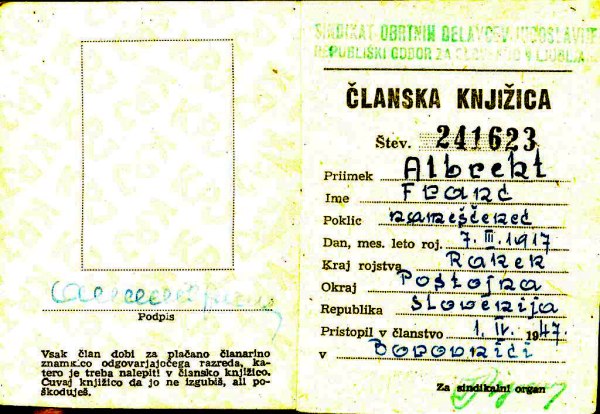 Podpis
Vsak član dobi za plačano članarino
znamkico odgovarjajočega razreda, ka-
tero je treba nalepiti v člansko knjižico.
Čuvaj knjižico da jo ne izgubiš, ali po-
škoduješ.
SINDIKAT OBRTNIH DELAVCEV JUGOSLAVIJE
REPUBLIŠKI ODBOR ZA SLOVENIJO V LJUBLJANI
ČLANSKA KNJIŽICA
Štev. 241623
Priimek Albreht
Ime Franc
Poklic nameščenec
Dan, mes. leto roj. 7. III. 1917
Kraj rojstva Rakek
Okraj Postojna
Republika Slovenija
Pristopil v članstvo 1. IV. 1947.
v Borovnici
Za sindikalni organ